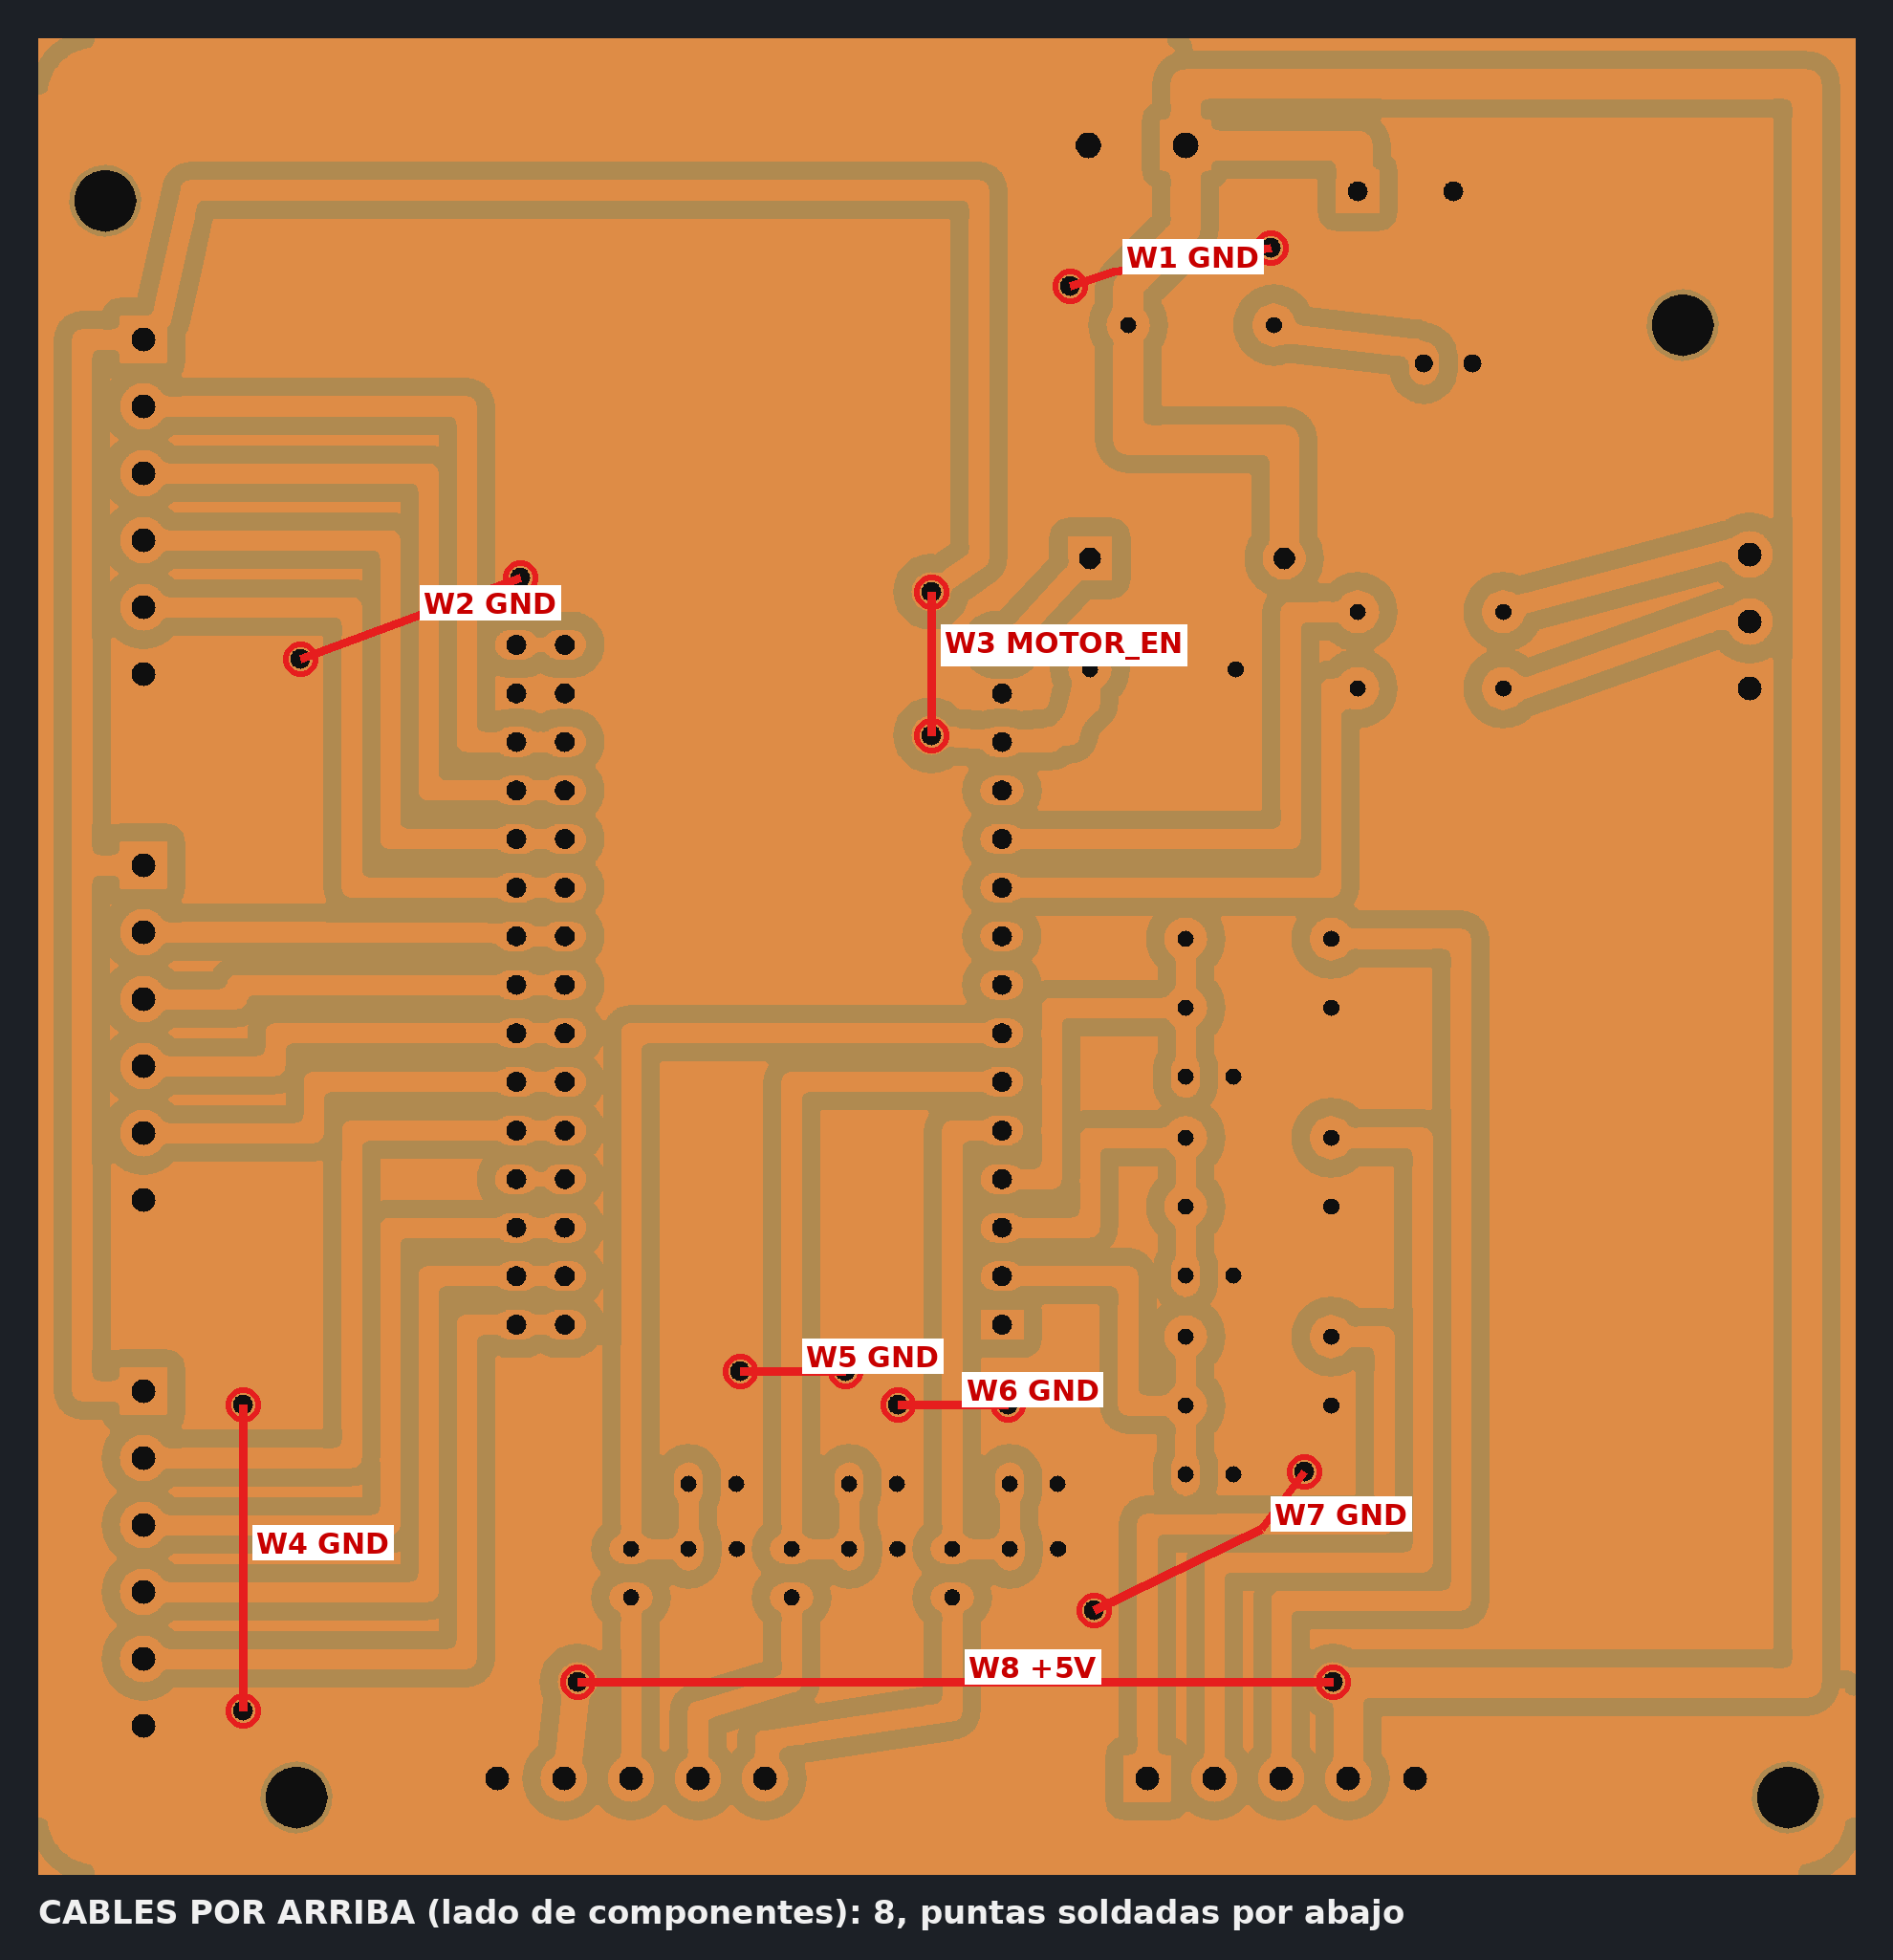 W1 GND
W2 GND
W3 MOTOR_EN
W5 GND
W6 GND
W7 GND
W4 GND
W8 +5V
CABLES POR ARRIBA (lado de componentes): 8, puntas soldadas por abajo